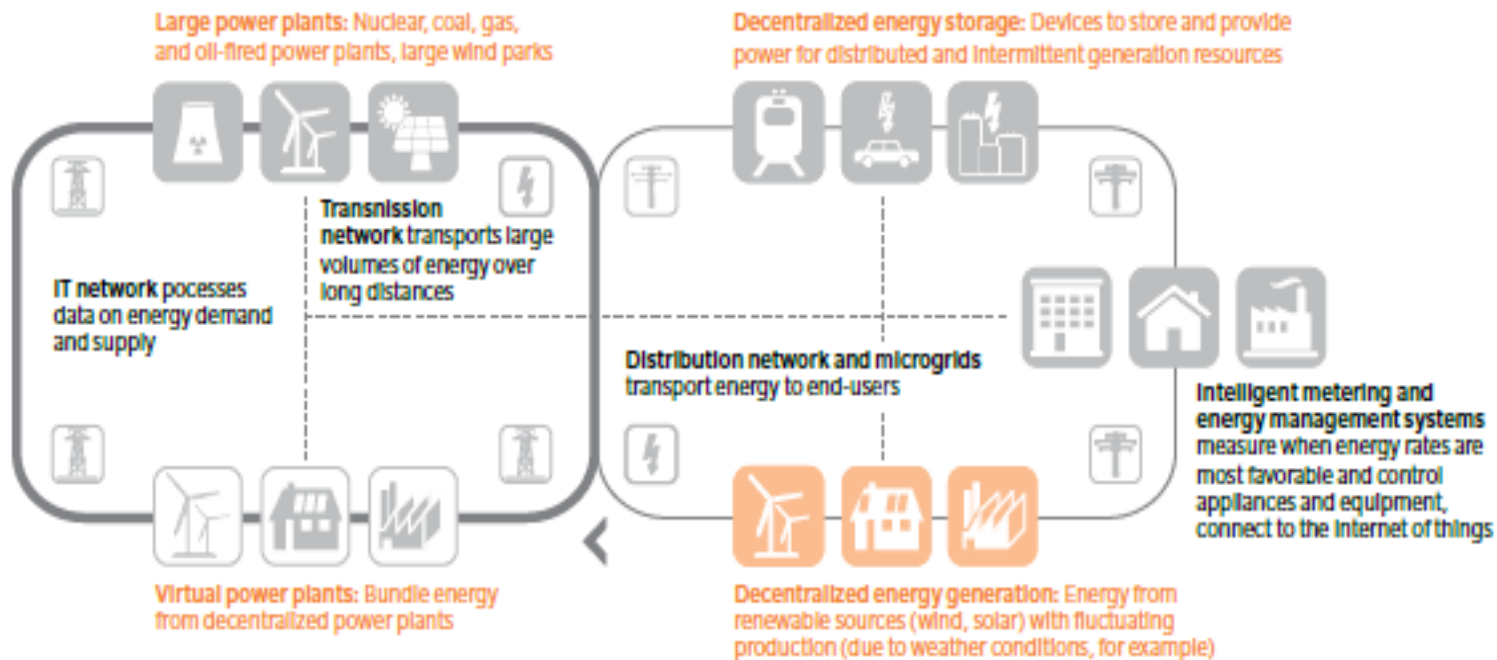 Large power plants: Nuclear, coal, gas,
and oil-fired power plants, large wind parks
Decentralized energy storage: Devices to store and provide
power for distributed and intermittent generation resources
Transnission
network transports large
volumes of energy over
long distances
IT network pocesses
data on energy demand
and supply
Distribution network and microgrids
transport energy to end-users
Intelligent metering and
energy management systems
measure when energy rates are
most favorable and control
appliances and equipment,
connect to the internet of things
Virtual power plants: Bundle energy
from decentralized power plants
Decentralized energy generation: Energy from
renewable sources (wind, solar) with fluctuating
production (due to weather conditions, for example)